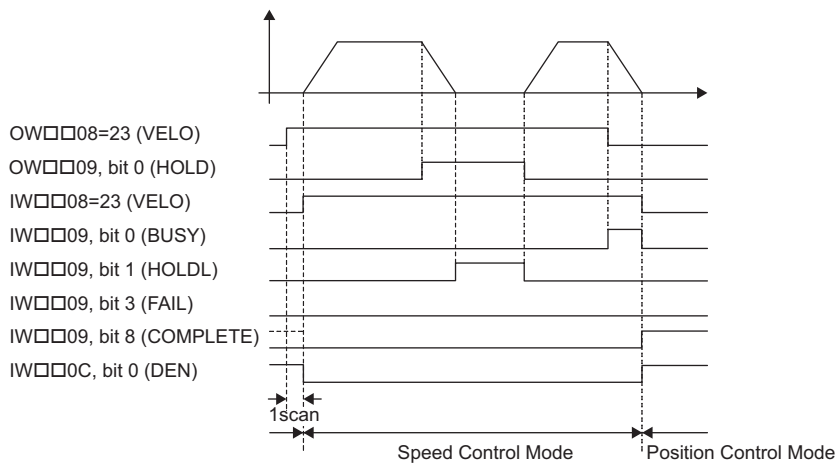 OW□□08=23 (VELO)
OW□□09, bit 0 (HOLD)
IW□□08=23 (VELO)
IW□□09, bit 0 (BUSY)
IW□□09, bit 1 (HOLDL)
IW□□09, bit 3 (FAIL)
IW□□09, bit 8 (COMPLETE)
IW□□0C, bit 0 (DEN)
1scan
Speed Control Mode
Position Control Mode